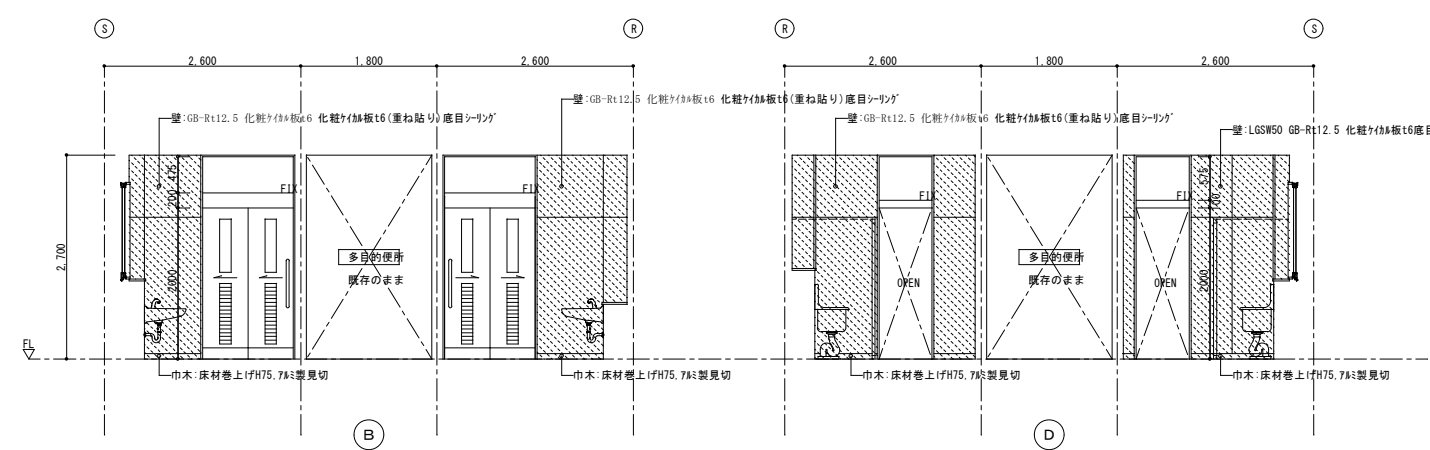 S
R
R
S
2,600
1,800
2,600
2,600
1,800
2,600
壁:GB-Rt12.5 化粧ケイカル板t6 化粧ケイカル板t6(重ね貼り)底目シーリング
壁:GB-Rt12.5 化粧ケイカル板t6 化粧ケイカル板t6(重ね貼り)底目シーリング
壁:GB-Rt12.5 化粧ケイカル板t6 化粧ケイカル板t6(重ね貼り)底目シーリング
壁:LGSW50 GB-Rt12.5 化粧ケイカル板t6底目
475
200
2000
2,700
FIX
FIX
FIX
FIX
575
2000
多目的便所
既存のまま
多目的便所
既存のまま
OPEN
OPEN
FL
巾木:床材巻上げH75,アルミ製見切
巾木:床材巻上げH75,アルミ製見切
巾木:床材巻上げH75,アルミ製見切
巾木:床材巻上げH75,アルミ製見切
B
D